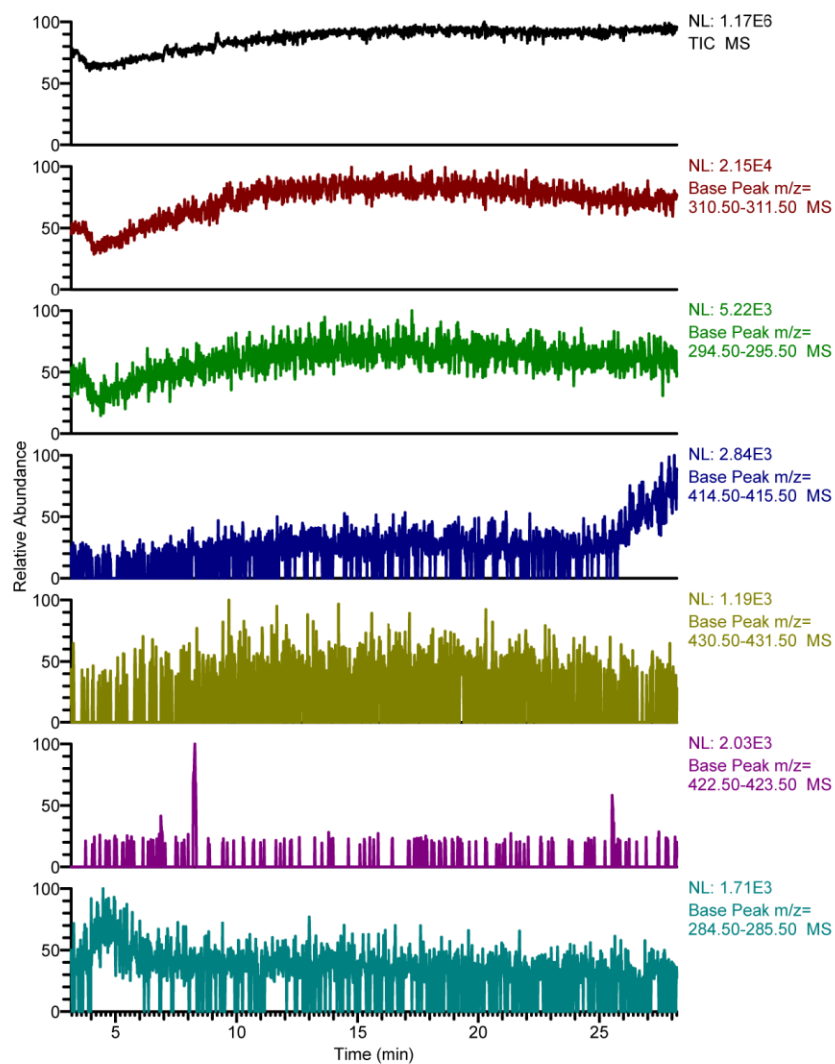 100
50
0
NL: 1.17E6
TIC MS
100
50
0
NL: 2.15E4
Base Peak m/z=
310.50-311.50 MS
100
50
0
NL: 5.22E3
Base Peak m/z=
294.50-295.50 MS
Relative Abundance
100
50
0
NL: 2.84E3
Base Peak m/z=
414.50-415.50 MS
100
50
0
NL: 1.19E3
Base Peak m/z=
430.50-431.50 MS
100
50
0
NL: 2.03E3
Base Peak m/z=
422.50-423.50 MS
100
50
0
NL: 1.71E3
Base Peak m/z=
284.50-285.50 MS
5 10 15 20 25
Time (min)